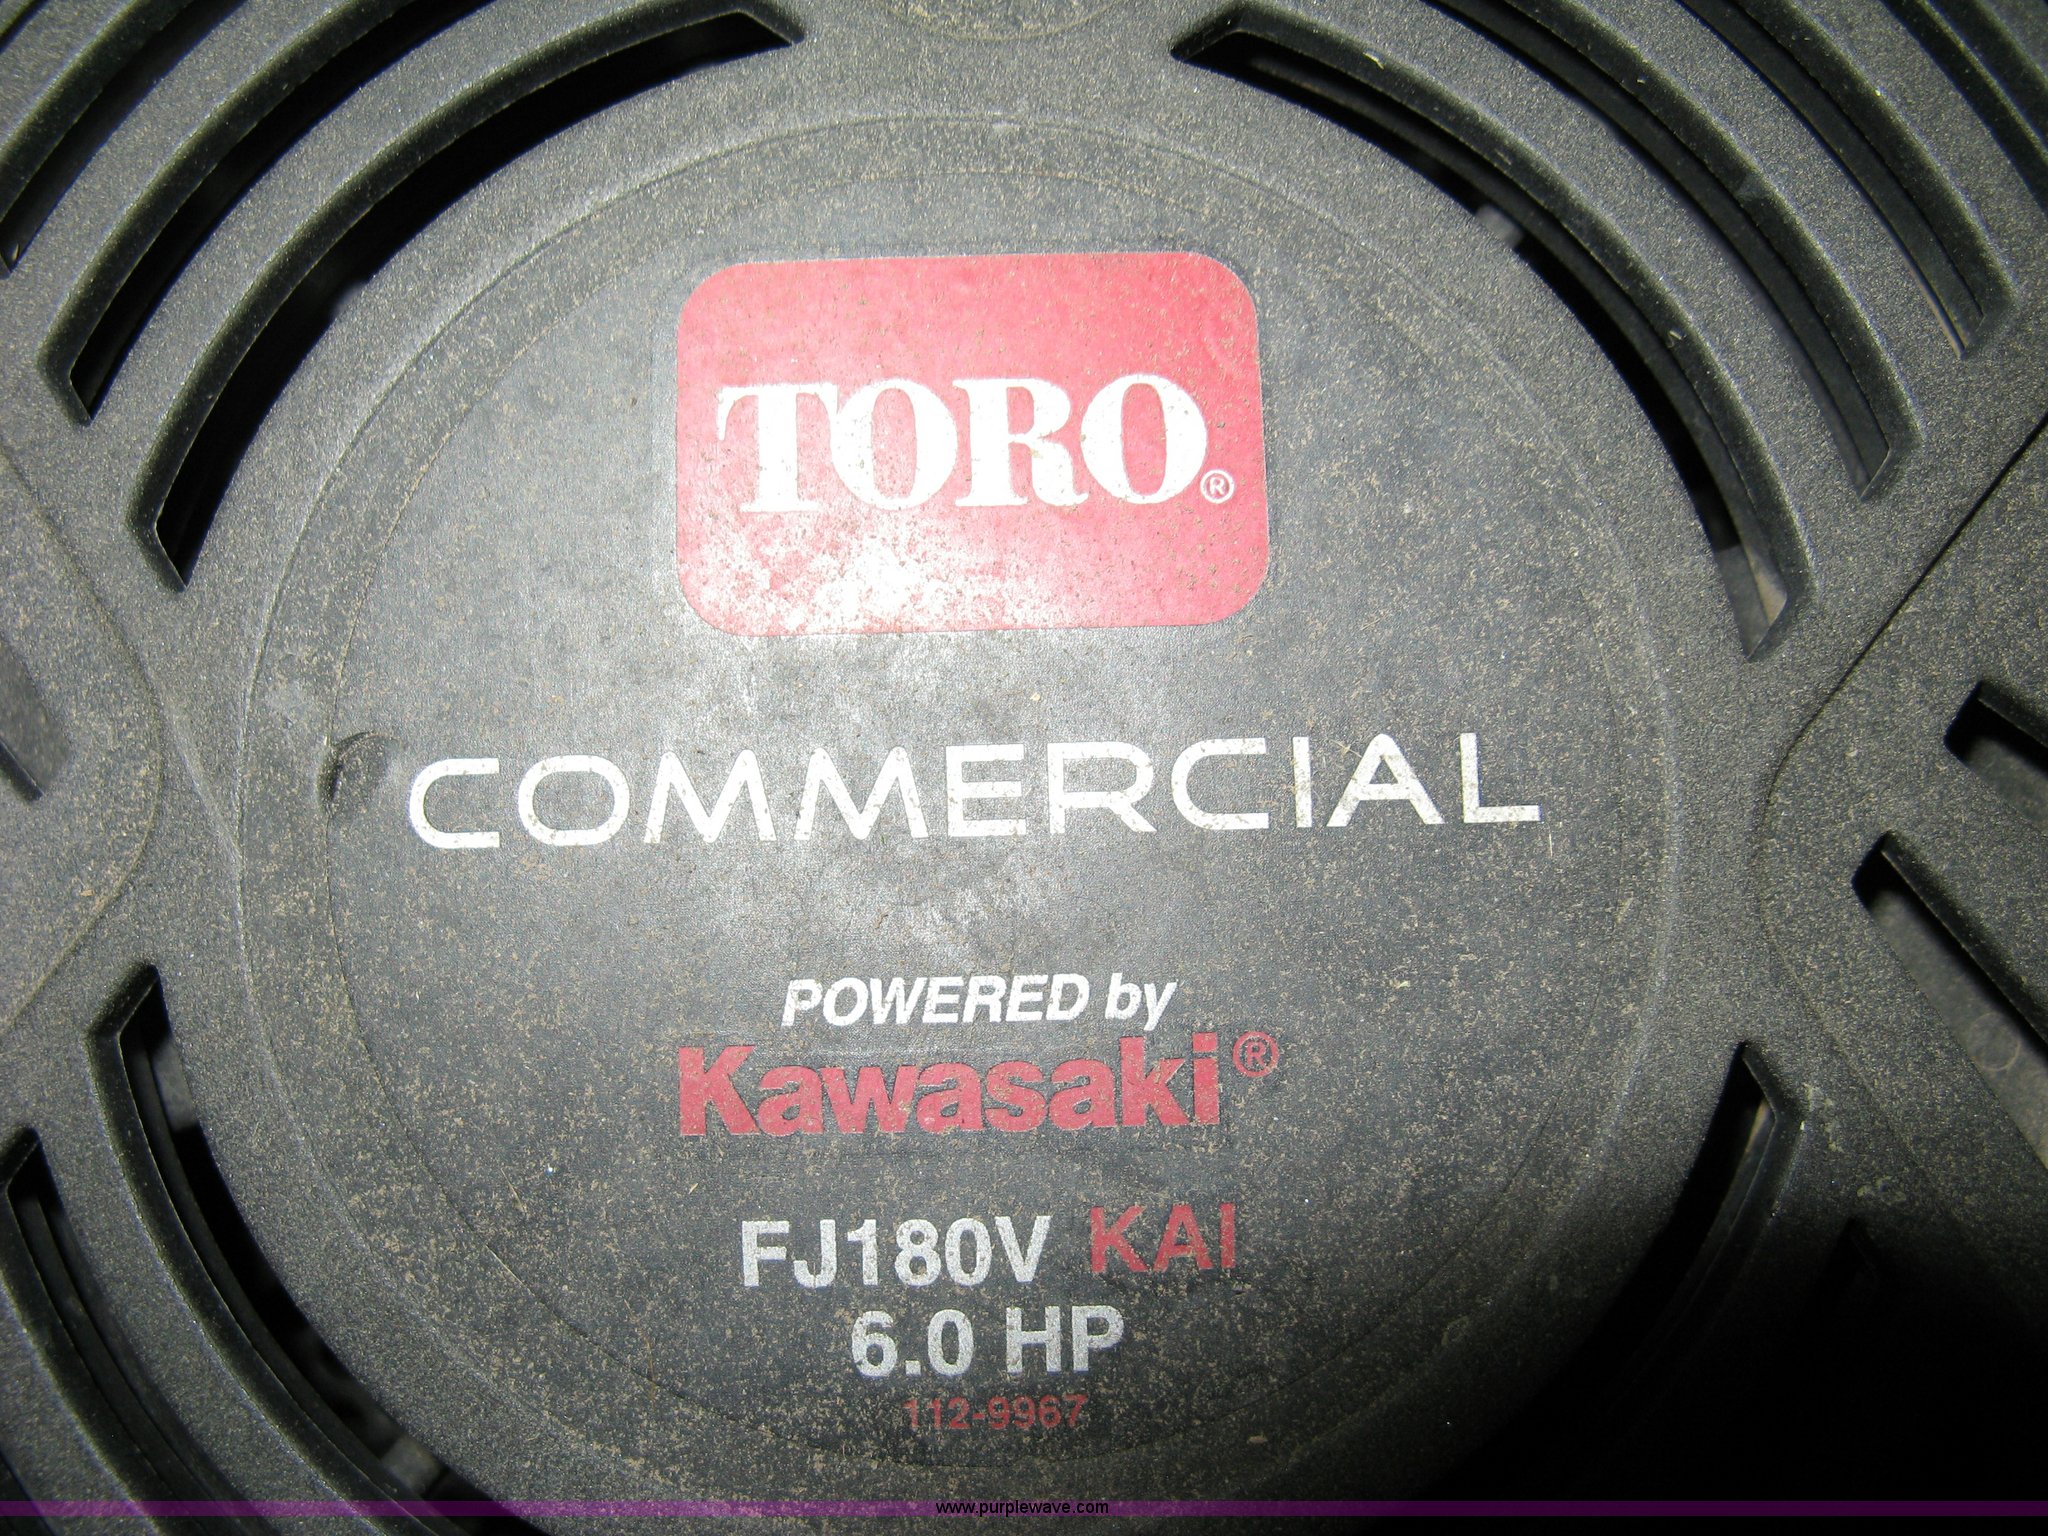 TORO®
COMMERCIAL
POWERED by
Kawasaki®
FJ180V KAI
6.0 HP
112-9967
www.purplewave.com